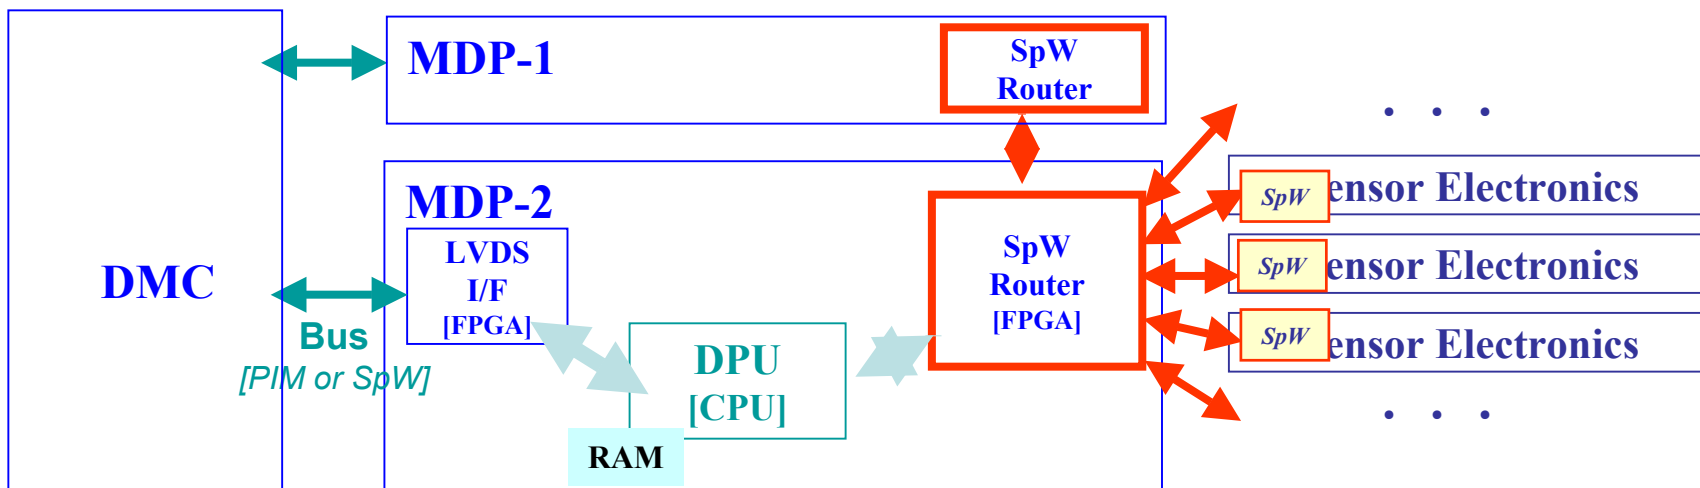 MDP-1
SpW
Router
. . .
DMC
MDP-2
LVDS
I/F
[FPGA]
Bus
[PIM or SpW]
DPU
[CPU]
RAM
SpW
Router
[FPGA]
SpW ensor Electronics
SpW ensor Electronics
SpW ensor Electronics
. . .